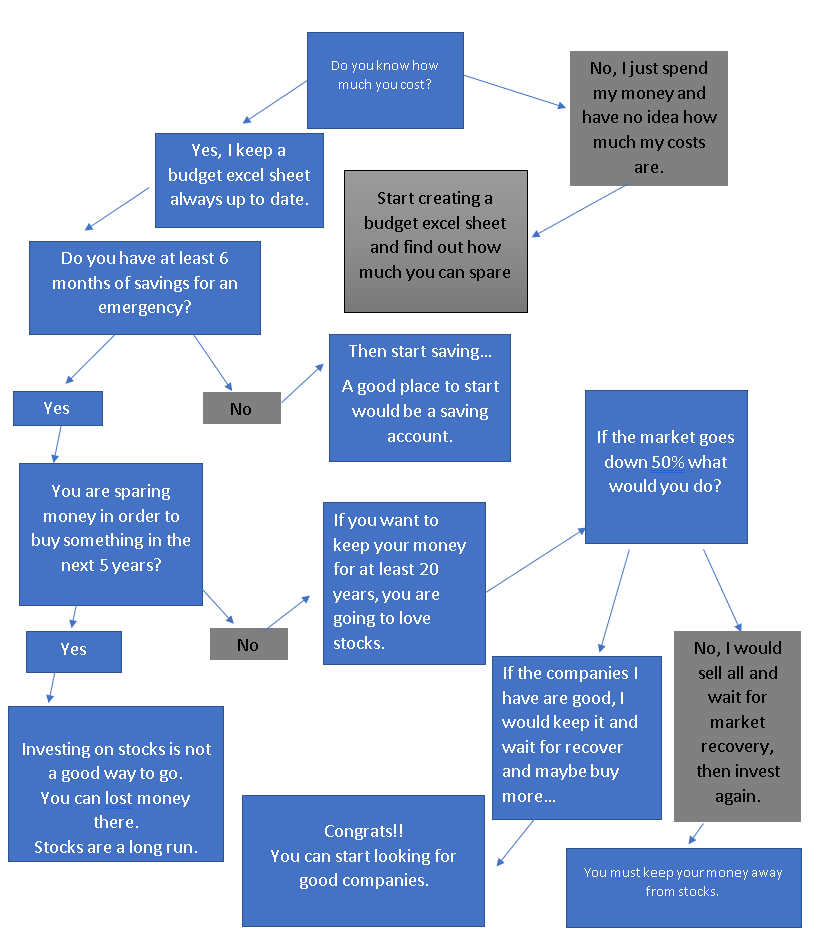 Do you know how
much you cost?
No, I just spend
my money and
have no idea how
much my costs
are.
Yes, I keep a
budget excel sheet
always up to date.
Start creating a
budget excel sheet
and find out how
much you can spare
Do you have at least 6
months of savings for an
emergency?
Then start saving...
A good place to start
would be a saving
account.
Yes
No
If the market goes
down 50% what
would you do?
You are sparing
money in order to
buy something in the
next 5 years?
If you want to
keep your money
for at least 20
years, you are
going to love
stocks.
Yes
No
If the companies I
have are good, I
would keep it and
wait for recover
and maybe buy
more...
No, I would
sell all and
wait for
market
recovery,
then invest
again.
Investing on stocks is not
a good way to go.
You can lost money
there.
Stocks are a long run.
Congrats!!
You can start looking for
good companies.
You must keep your money away
from stocks.